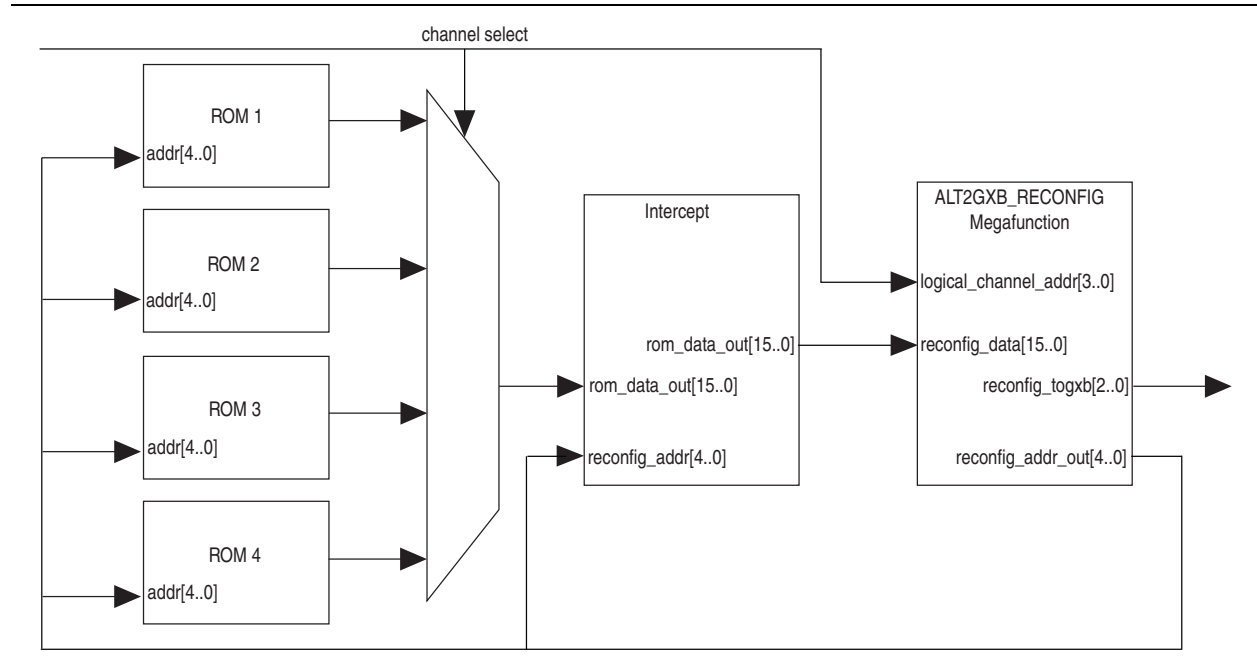 channel select
ROM 1
addr[4..0]
ROM 2
addr[4..0]
ROM 3
addr[4..0]
ROM 4
addr[4..0]
Intercept
rom_data_out[15..0]
rom_data_out[15..0]
reconfig_addr[4..0]
ALT2GXB_RECONFIG
Megafunction
logical_channel_addr[3..0]
reconfig_data[15..0]
reconfig_togxb[2..0]
reconfig_addr_out[4..0]